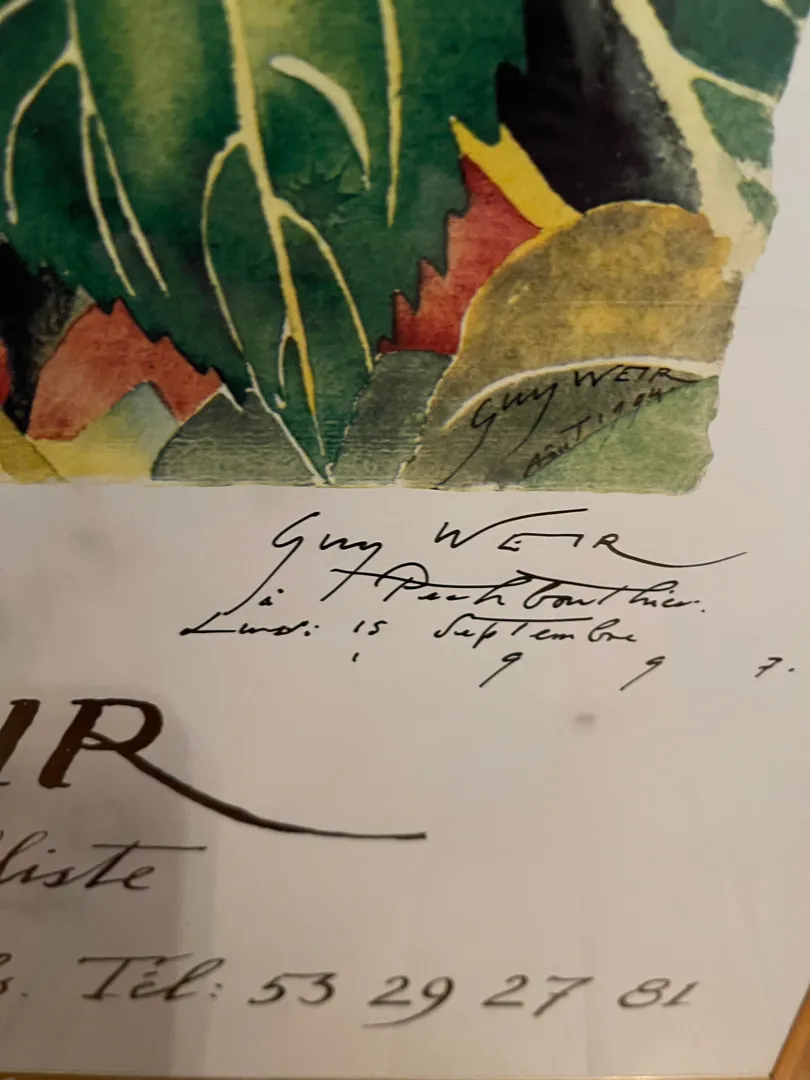 Guy WEIR
Août 1994
Guy WEIR
à Pechbouthier.
Lundi 15 Septembre
1 9 9 7.
IR
liste
s. Tél: 53 29 27 81